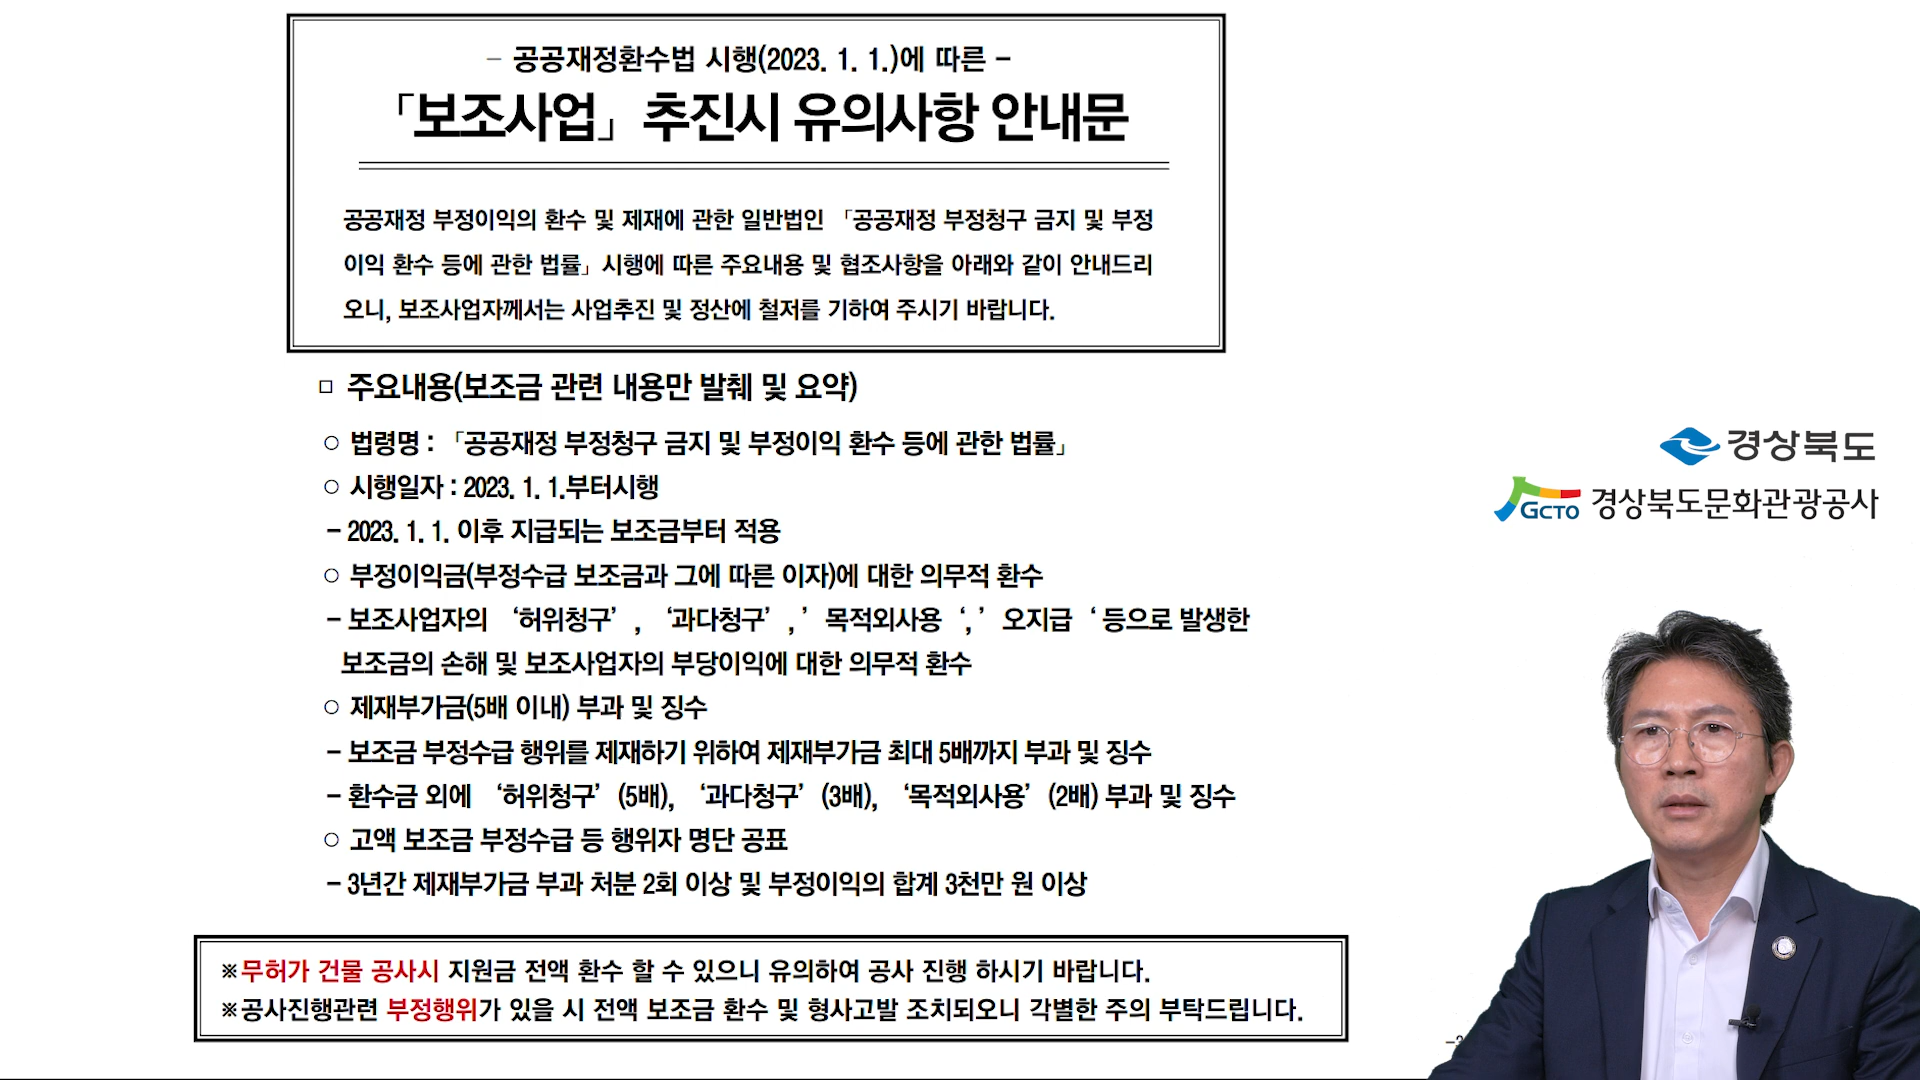 - 공공재정환수법 시행(2023. 1. 1.)에 따른 -
「보조사업」 추진시 유의사항 안내문
공공재정 부정이익의 환수 및 제재에 관한 일반법인 「공공재정 부정청구 금지 및 부정
이익 환수 등에 관한 법률」시행에 따른 주요내용 및 협조사항을 아래와 같이 안내드리
오니, 보조사업자께서는 사업추진 및 정산에 철저를 기하여 주시기 바랍니다.
□ 주요내용(보조금 관련 내용만 발췌 및 요약)
○ 법령명 : 「공공재정 부정청구 금지 및 부정이익 환수 등에 관한 법률」
○ 시행일자 : 2023. 1. 1.부터시행
- 2023. 1. 1. 이후 지급되는 보조금부터 적용
○ 부정이익금(부정수급 보조금과 그에 따른 이자)에 대한 의무적 환수
- 보조사업자의 ‘허위청구’, ‘과다청구’, ’목적외사용‘, ’오지급‘ 등으로 발생한
보조금의 손해 및 보조사업자의 부당이익에 대한 의무적 환수
○ 제재부가금(5배 이내) 부과 및 징수
- 보조금 부정수급 행위를 제재하기 위하여 제재부가금 최대 5배까지 부과 및 징수
- 환수금 외에 ‘허위청구’(5배), ‘과다청구’(3배), ‘목적외사용’(2배) 부과 및 징수
○ 고액 보조금 부정수급 등 행위자 명단 공표
- 3년간 제재부가금 부과 처분 2회 이상 및 부정이익의 합계 3천만 원 이상
※무허가 건물 공사시 지원금 전액 환수 할 수 있으니 유의하여 공사 진행 하시기 바랍니다.
※공사진행관련 부정행위가 있을 시 전액 보조금 환수 및 형사고발 조치되오니 각별한 주의 부탁드립니다.
경상북도
GCTO 경상북도문화관광공사